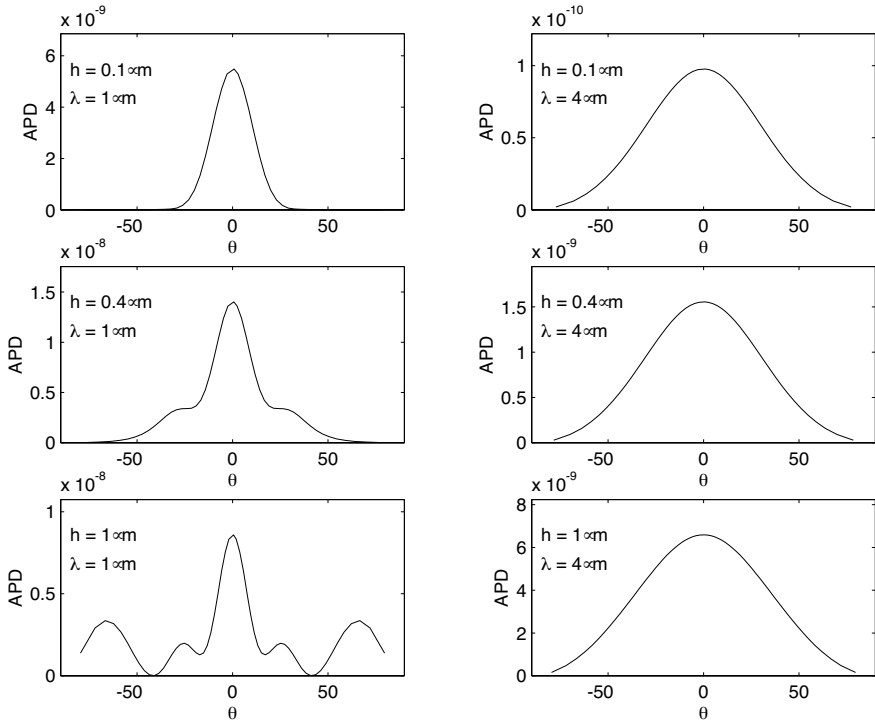 x 10^-9
6
4
2
0
APD
h = 0.1∝m
λ = 1∝m
-50 0 50
θ
x 10^-10
1
0.5
0
APD
h = 0.1∝m
λ = 4∝m
-50 0 50
θ
x 10^-8
1.5
1
0.5
0
APD
h = 0.4∝m
λ = 1∝m
-50 0 50
θ
x 10^-9
1.5
1
0.5
0
APD
h = 0.4∝m
λ = 4∝m
-50 0 50
θ
x 10^-8
1
0.5
0
APD
h = 1∝m
λ = 1∝m
-50 0 50
θ
x 10^-9
8
6
4
2
0
APD
h = 1∝m
λ = 4∝m
-50 0 50
θ